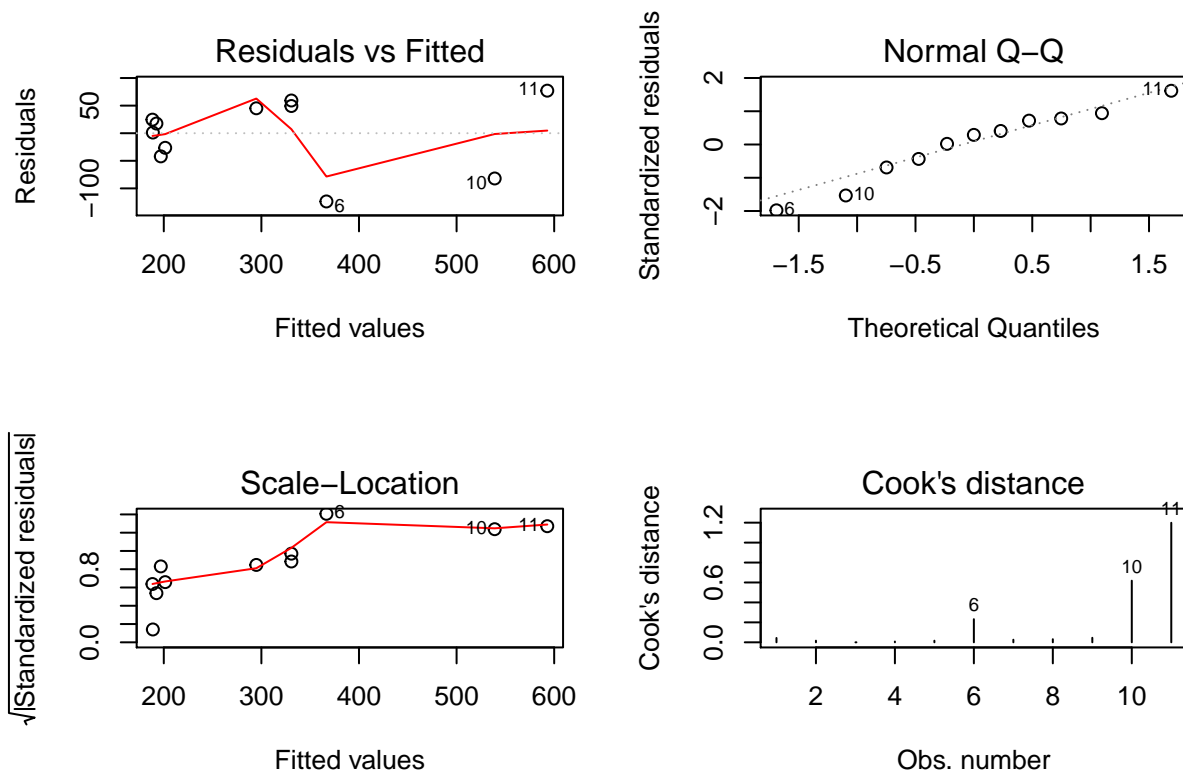 Residuals vs Fitted
Residuals
50
−100
11
10
6
200 300 400 500 600
Fitted values
Normal Q−Q
Standardized residuals
2
0
−2
11
10
6
−1.5 −0.5 0.5 1.5
Theoretical Quantiles
Scale−Location
√|Standardized residuals|
0.8
0.0
6
10
11
200 300 400 500 600
Fitted values
Cook's distance
Cook's distance
1.2
0.6
0.0
11
10
6
2 4 6 8 10
Obs. number